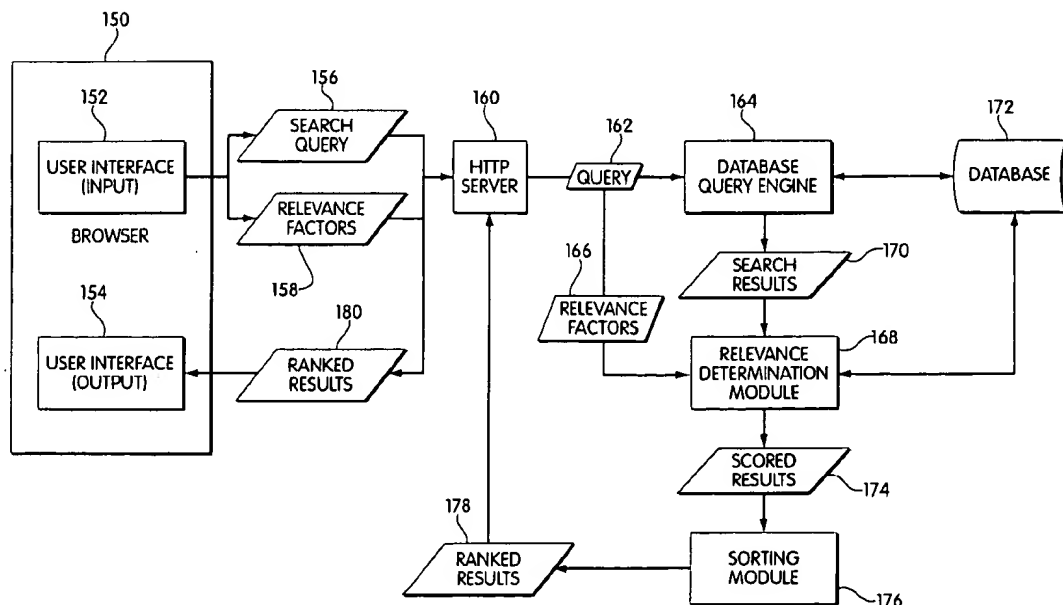 150
152
USER INTERFACE
(INPUT)
BROWSER
154
USER INTERFACE
(OUTPUT)
156
SEARCH
QUERY
RELEVANCE
FACTORS
158
180
RANKED
RESULTS
160
HTTP
SERVER
162
QUERY
166
RELEVANCE
FACTORS
164
DATABASE
QUERY ENGINE
172
DATABASE
SEARCH
RESULTS
170
RELEVANCE
DETERMINATION
MODULE
168
SCORED
RESULTS
174
SORTING
MODULE
176
178
RANKED
RESULTS